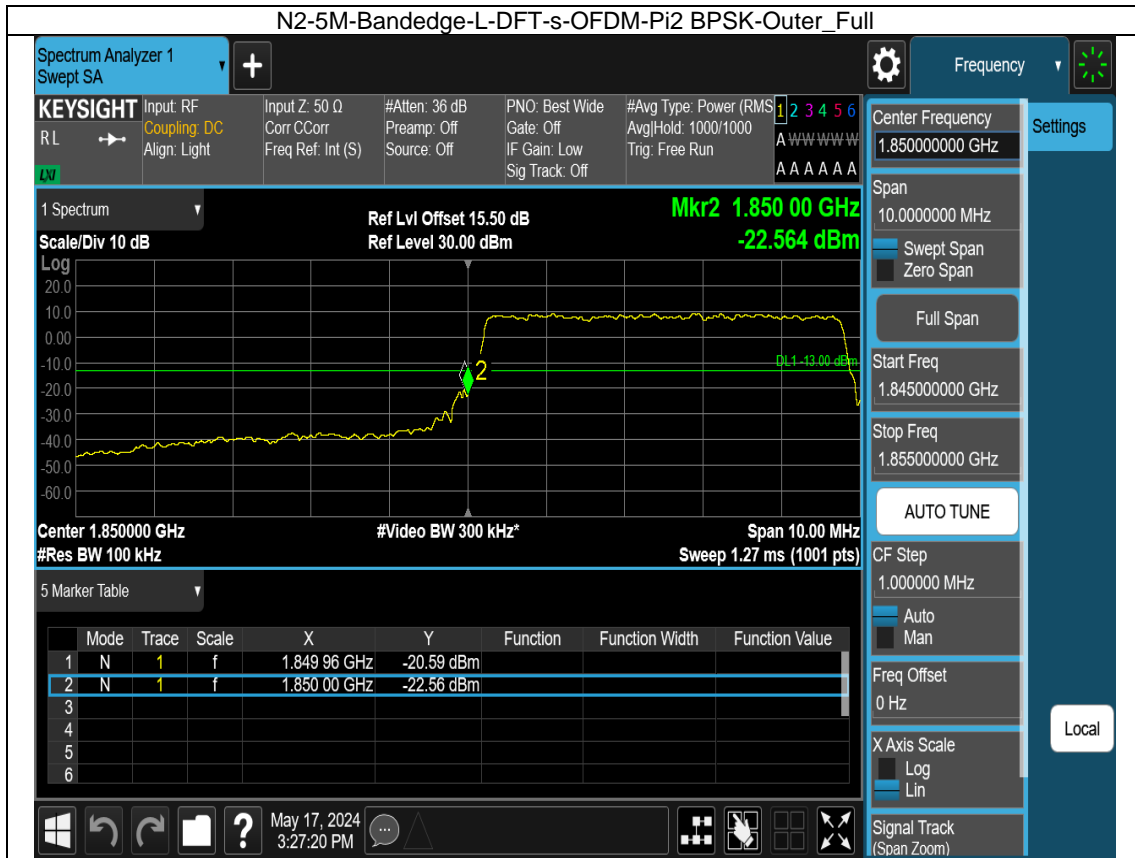 N2-5M-Bandedge-L-DFT-s-OFDM-Pi2 BPSK-Outer_Full
Spectrum Analyzer 1
Swept SA
Frequency
KEYSIGHT
RL
LXI
Input: RF
Coupling: DC
Align: Light
Input Z: 50 Ω
Corr CCorr
Freq Ref: Int (S)
#Atten: 36 dB
Preamp: Off
Source: Off
PNO: Best Wide
Gate: Off
IF Gain: Low
Sig Track: Off
#Avg Type: Power (RMS
Avg|Hold: 1000/1000
Trig: Free Run
1 2 3 4 5 6
A W W W W W
A A A A A A
1 Spectrum
Scale/Div 10 dB
Ref Lvl Offset 15.50 dB
Ref Level 30.00 dBm
Mkr2 1.850 00 GHz
-22.564 dBm
Log
20.0
10.0
0.00
-10.0
-20.0
-30.0
-40.0
-50.0
-60.0
DL1 -13.00 dBm
2
Center 1.850000 GHz
#Video BW 300 kHz*
Span 10.00 MHz
#Res BW 100 kHz
Sweep 1.27 ms (1001 pts)
5 Marker Table
Mode Trace Scale X Y Function Function Width Function Value
1 N 1 f 1.849 96 GHz -20.59 dBm
2 N 1 f 1.850 00 GHz -22.56 dBm
3
4
5
6
May 17, 2024
3:27:20 PM
Center Frequency
1.850000000 GHz
Settings
Span
10.0000000 MHz
Swept Span
Zero Span
Full Span
Start Freq
1.845000000 GHz
Stop Freq
1.855000000 GHz
AUTO TUNE
CF Step
1.000000 MHz
Auto
Man
Freq Offset
0 Hz
Local
X Axis Scale
Log
Lin
Signal Track
(Span Zoom)